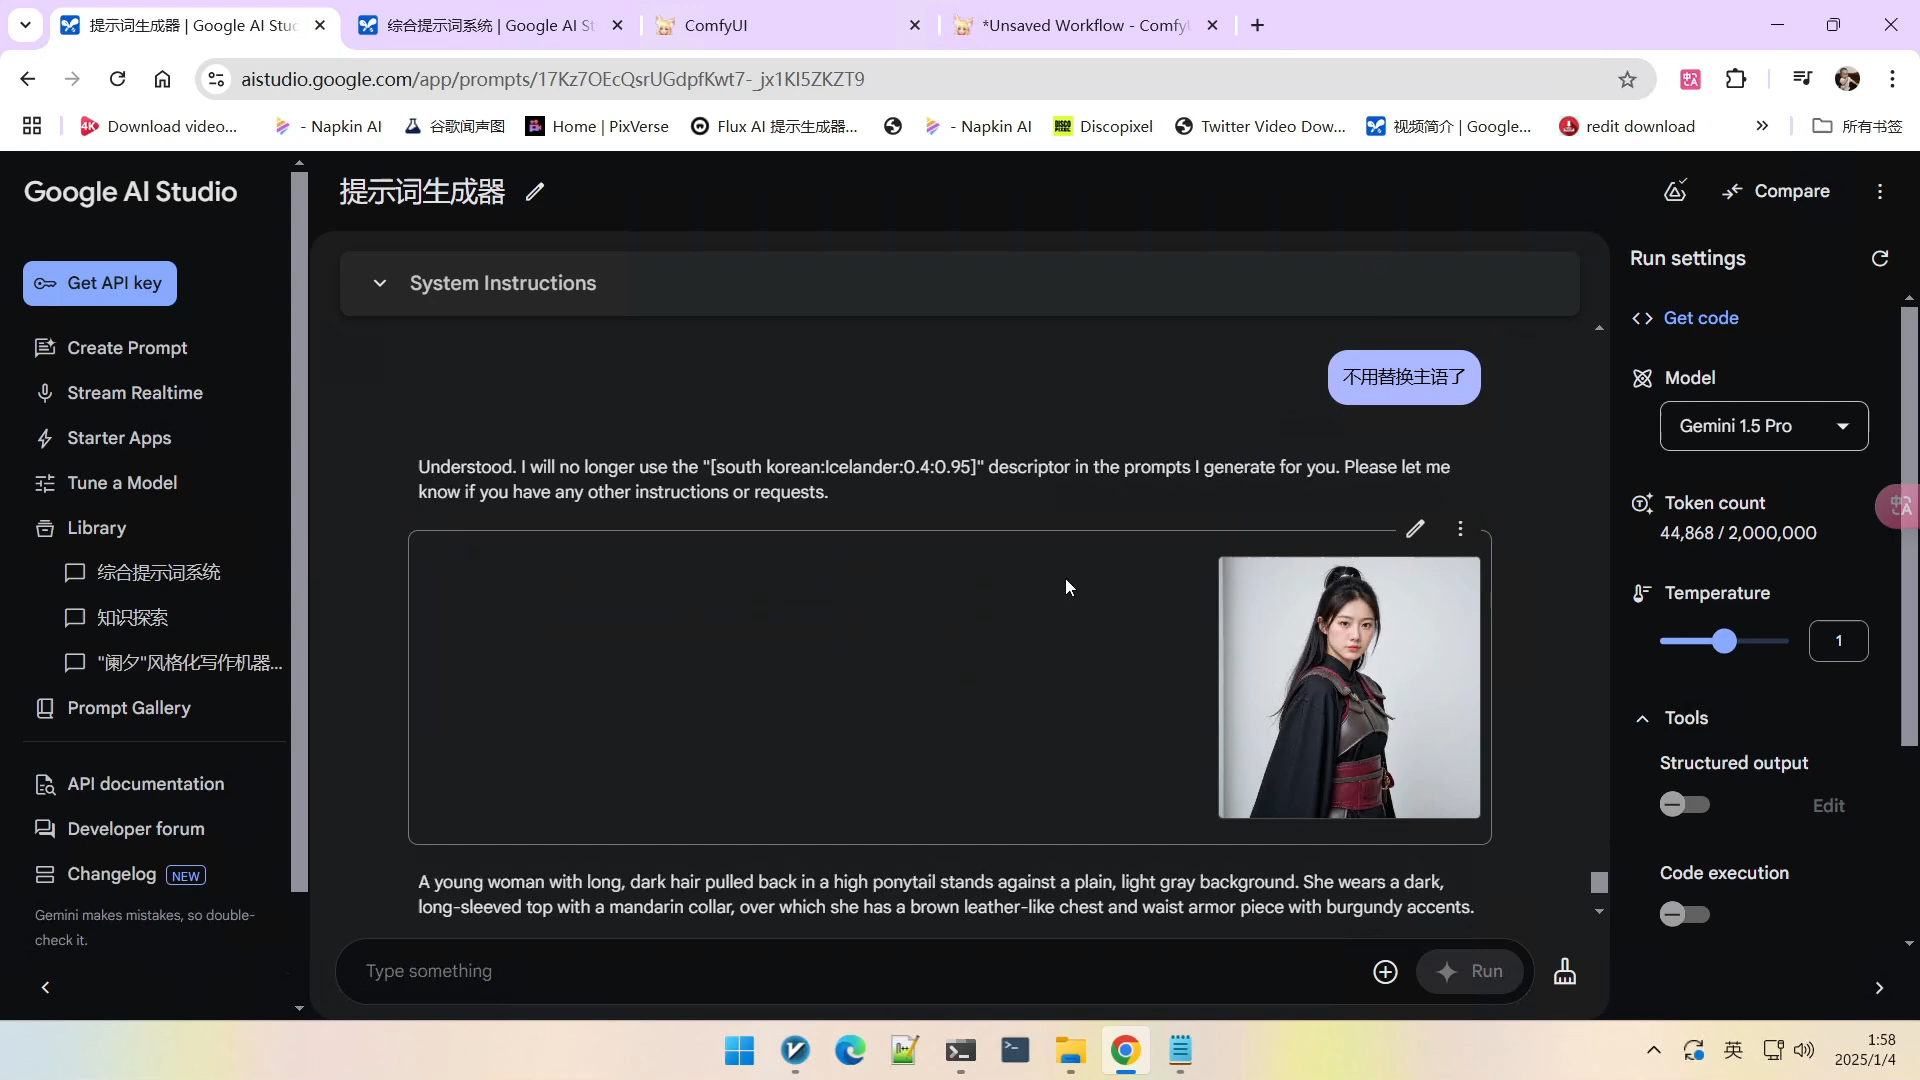 提示词生成器 | Google AI Stu
综合提示词系统 | Google AI St
ComfyUI
*Unsaved Workflow - ComfyU
aistudio.google.com/app/prompts/17Kz7OEcQsrUGdpfKwt7-_jx1KI5ZKZT9
Download video...
- Napkin AI
谷歌闻声图
Home | PixVerse
Flux AI 提示生成器...
- Napkin AI
Discopixel
Twitter Video Dow...
视频简介 | Google...
redit download
所有书签
Google AI Studio
提示词生成器
Compare
Get API key
System Instructions
Run settings
Get code
Create Prompt
Stream Realtime
Starter Apps
Tune a Model
Library
综合提示词系统
知识探索
"阑夕"风格化写作机器...
Prompt Gallery
API documentation
Developer forum
Changelog NEW
Gemini makes mistakes, so double-
check it.
不用替换主语了
Understood. I will no longer use the "[south korean:Icelander:0.4:0.95]" descriptor in the prompts I generate for you. Please let me
know if you have any other instructions or requests.
A young woman with long, dark hair pulled back in a high ponytail stands against a plain, light gray background. She wears a dark,
long-sleeved top with a mandarin collar, over which she has a brown leather-like chest and waist armor piece with burgundy accents.
Type something
Run
Model
Gemini 1.5 Pro
Token count
44,868 / 2,000,000
Temperature
1
Tools
Structured output
Edit
Code execution
英
1:58
2025/1/4